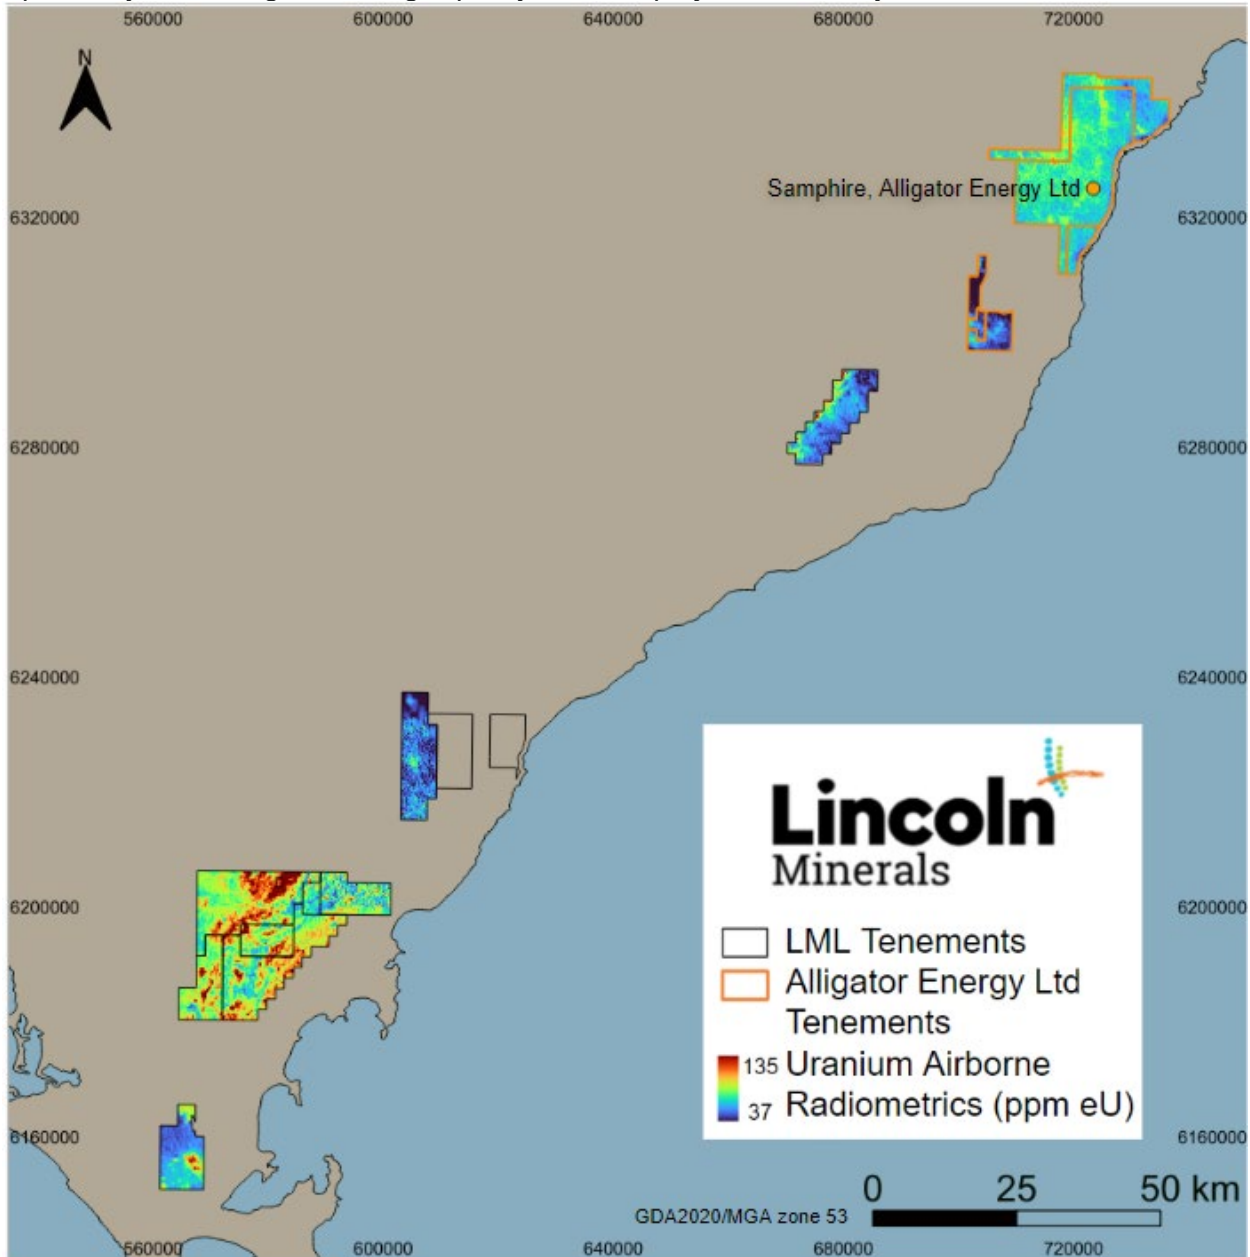 560000 600000 640000 680000 720000
N
Samphire, Alligator Energy Ltd
6320000 6320000
6280000 6280000
6240000 6240000
Lincoln
Minerals
LML Tenements
Alligator Energy Ltd
Tenements
135 Uranium Airborne
37 Radiometrics (ppm eU)
6200000 6200000
6160000 6160000
0 25 50 km
GDA2020/MGA zone 53
560000 600000 640000 680000 720000